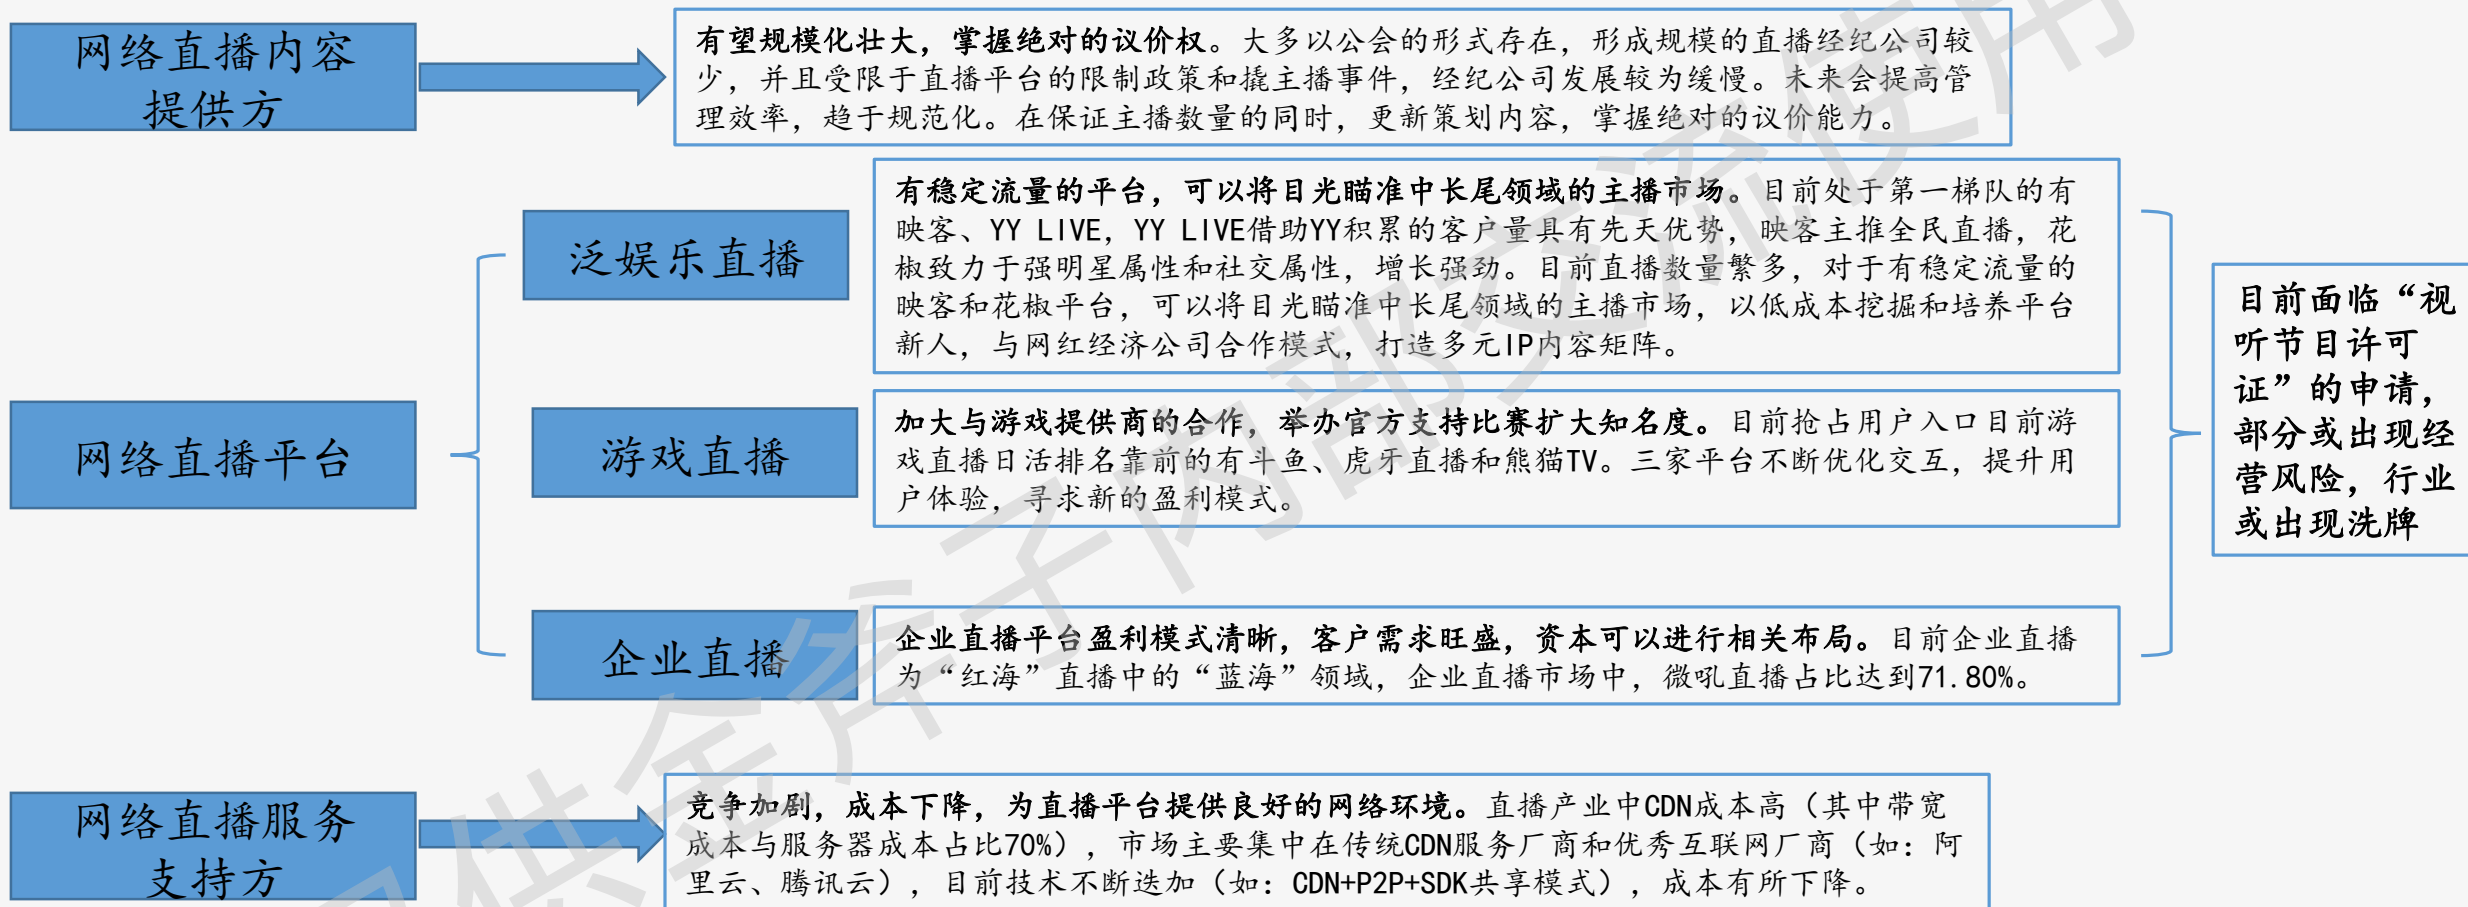 网络直播内容
提供方
有望规模化壮大，掌握绝对的议价权。大多以公会的形式存在，形成规模的直播经纪公司较
少，并且受限于直播平台的限制政策和撬主播事件，经纪公司发展较为缓慢。未来会提高管
理效率，趋于规范化。在保证主播数量的同时，更新策划内容，掌握绝对的议价能力。
网络直播平台
泛娱乐直播
有稳定流量的平台，可以将目光瞄准中长尾领域的主播市场。目前处于第一梯队的有
映客、YY LIVE，YY LIVE借助YY积累的客户量具有先天优势，映客主推全民直播，花
椒致力于强明星属性和社交属性，增长强劲。目前直播数量繁多，对于有稳定流量的
映客和花椒平台，可以将目光瞄准中长尾领域的主播市场，以低成本挖掘和培养平台
新人，与网红经济公司合作模式，打造多元IP内容矩阵。
游戏直播
加大与游戏提供商的合作，举办官方支持比赛扩大知名度。目前抢占用户入口目前游
戏直播日活排名靠前的有斗鱼、虎牙直播和熊猫TV。三家平台不断优化交互，提升用
户体验，寻求新的盈利模式。
企业直播
企业直播平台盈利模式清晰，客户需求旺盛，资本可以进行相关布局。目前企业直播
为“红海”直播中的“蓝海”领域，企业直播市场中，微吼直播占比达到71.80%。
目前面临“视
听节目许可
证”的申请，
部分或出现经
营风险，行业
或出现洗牌
网络直播服务
支持方
竞争加剧，成本下降，为直播平台提供良好的网络环境。直播产业中CDN成本高（其中带宽
成本与服务器成本占比70%），市场主要集中在传统CDN服务厂商和优秀互联网厂商（如：阿
里云、腾讯云），目前技术不断迭加（如：CDN+P2P+SDK共享模式），成本有所下降。
仅供金斧子内部交流使用